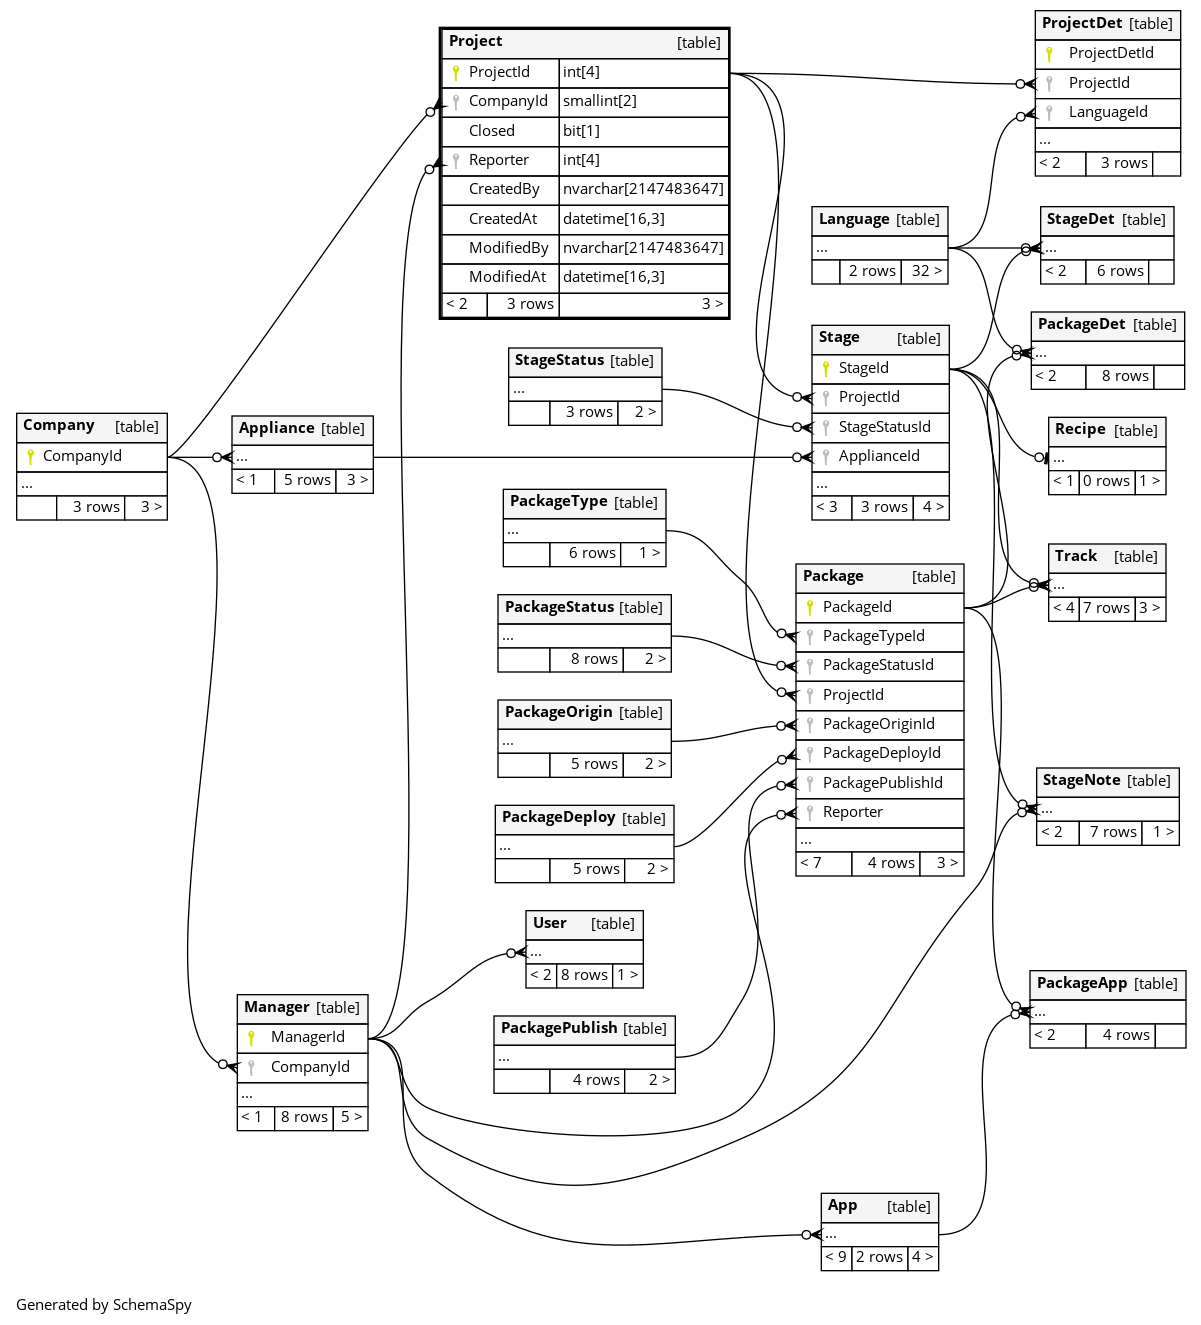 Project [table]
ProjectId int[4]
CompanyId smallint[2]
Closed bit[1]
Reporter int[4]
CreatedBy nvarchar[2147483647]
CreatedAt datetime[16,3]
ModifiedBy nvarchar[2147483647]
ModifiedAt datetime[16,3]
< 2 3 rows 3 >
ProjectDet [table]
ProjectDetId
ProjectId
LanguageId
...
< 2 3 rows
Language [table]
...
2 rows 32 >
StageDet [table]
...
< 2 6 rows
PackageDet [table]
...
< 2 8 rows
Stage [table]
StageId
ProjectId
StageStatusId
ApplianceId
...
< 3 3 rows 4 >
StageStatus [table]
...
3 rows 2 >
Company [table]
CompanyId
...
3 rows 3 >
Appliance [table]
...
< 1 5 rows 3 >
Recipe [table]
...
< 1 0 rows 1 >
PackageType [table]
...
6 rows 1 >
Track [table]
...
< 4 7 rows 3 >
Package [table]
PackageId
PackageTypeId
PackageStatusId
ProjectId
PackageOriginId
PackageDeployId
PackagePublishId
Reporter
...
< 7 4 rows 3 >
PackageStatus [table]
...
8 rows 2 >
PackageOrigin [table]
...
5 rows 2 >
StageNote [table]
...
< 2 7 rows 1 >
PackageDeploy [table]
...
5 rows 2 >
User [table]
...
< 2 8 rows 1 >
PackageApp [table]
...
< 2 4 rows
Manager [table]
ManagerId
CompanyId
...
< 1 8 rows 5 >
PackagePublish [table]
...
4 rows 2 >
App [table]
...
< 9 2 rows 4 >
Generated by SchemaSpy